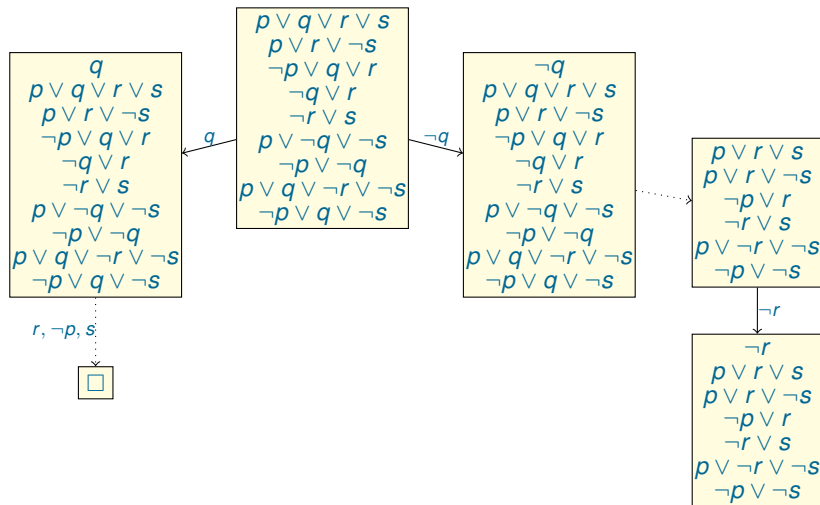 p ∨ q ∨ r ∨ s
p ∨ r ∨ ¬s
¬p ∨ q ∨ r
¬q ∨ r
¬r ∨ s
p ∨ ¬q ∨ ¬s
¬p ∨ ¬q
p ∨ q ∨ ¬r ∨ ¬s
¬p ∨ q ∨ ¬s
q
q
p ∨ q ∨ r ∨ s
p ∨ r ∨ ¬s
¬p ∨ q ∨ r
¬q ∨ r
¬r ∨ s
p ∨ ¬q ∨ ¬s
¬p ∨ ¬q
p ∨ q ∨ ¬r ∨ ¬s
¬p ∨ q ∨ ¬s
r, ¬p, s
□
¬q
¬q
p ∨ q ∨ r ∨ s
p ∨ r ∨ ¬s
¬p ∨ q ∨ r
¬q ∨ r
¬r ∨ s
p ∨ ¬q ∨ ¬s
¬p ∨ ¬q
p ∨ q ∨ ¬r ∨ ¬s
¬p ∨ q ∨ ¬s
p ∨ r ∨ s
p ∨ r ∨ ¬s
¬p ∨ r
¬r ∨ s
p ∨ ¬r ∨ ¬s
¬p ∨ ¬s
¬r
¬r
p ∨ r ∨ s
p ∨ r ∨ ¬s
¬p ∨ r
¬r ∨ s
p ∨ ¬r ∨ ¬s
¬p ∨ ¬s